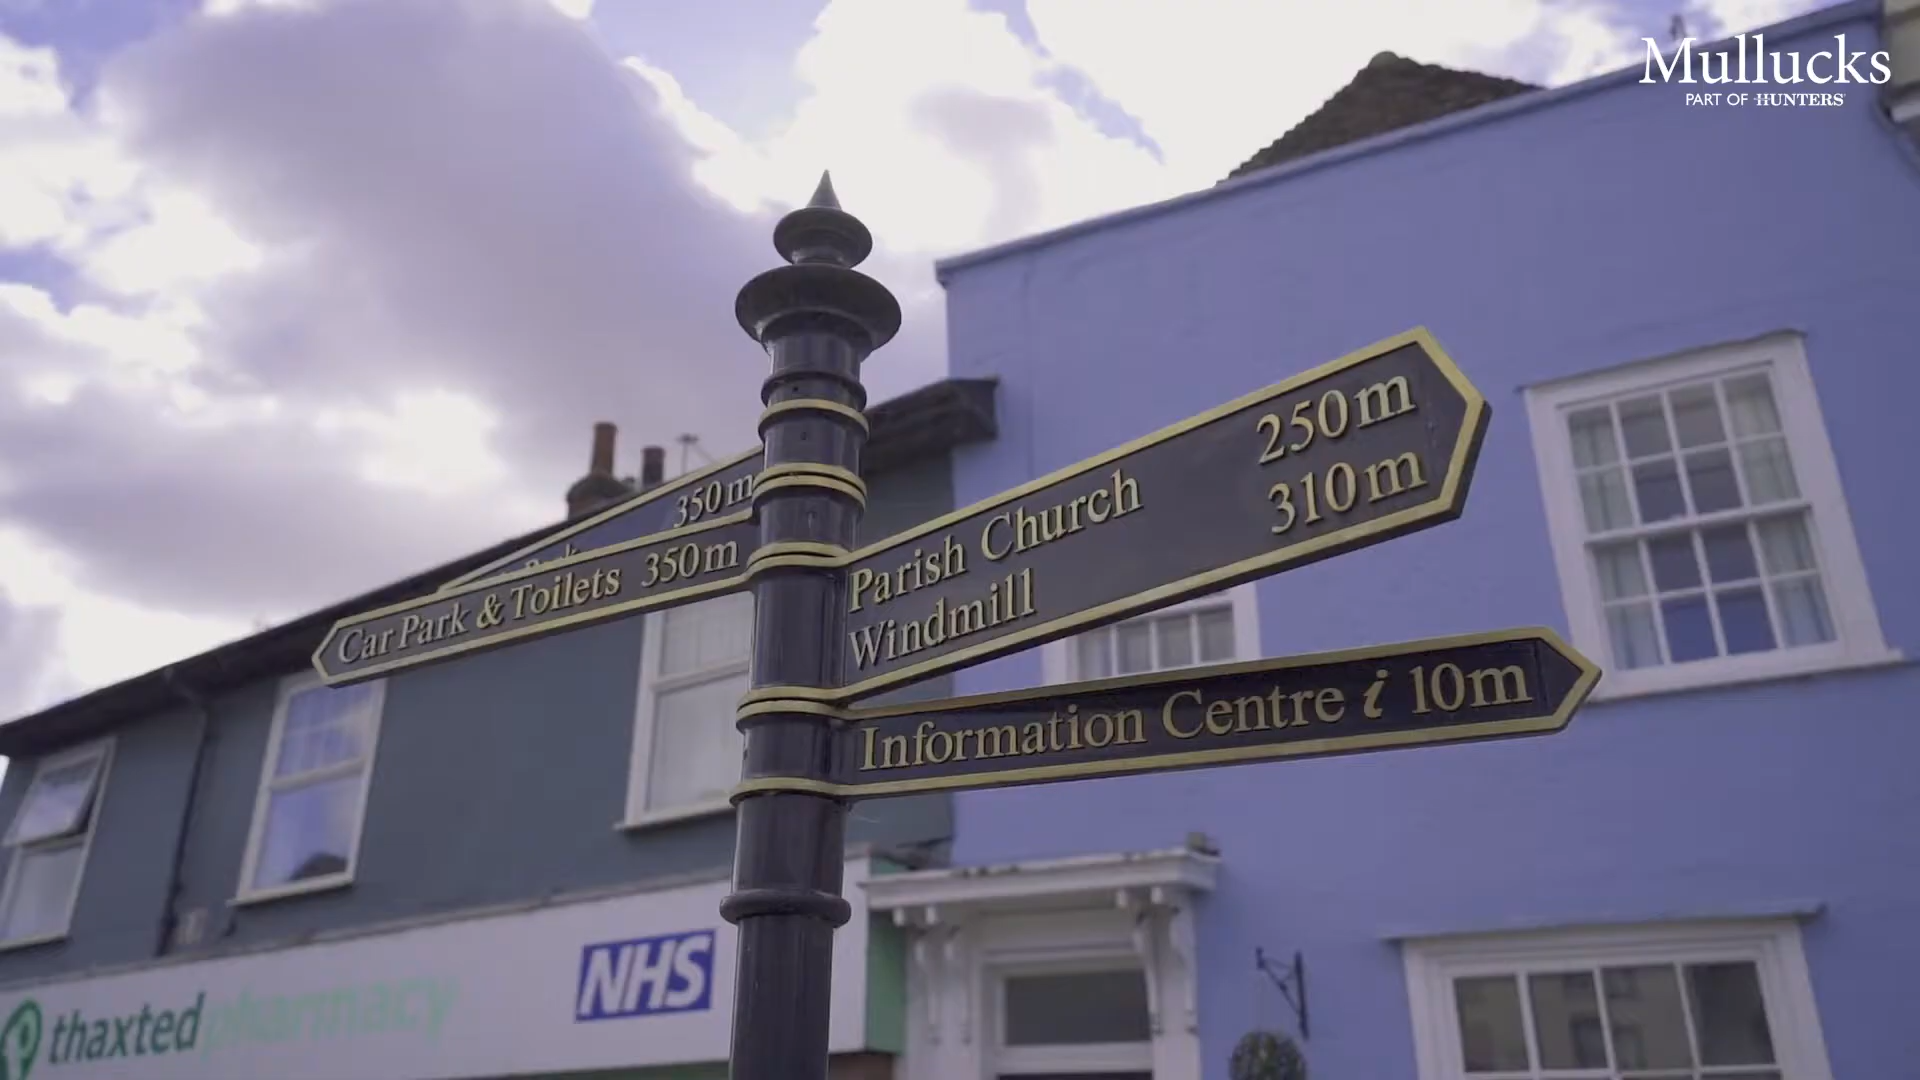 Mullucks
PART OF HUNTERS
350m
Car Park & Toilets 350m
Parish Church 250m
Windmill 310m
Information Centre i 10m
NHS
thaxted pharmacy